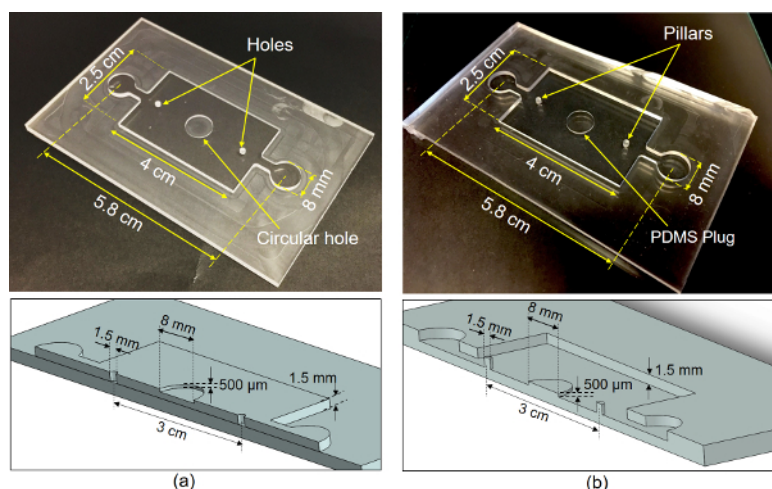 Holes
2.5 cm
4 cm
8 mm
5.8 cm
Circular hole
Pillars
2.5 cm
4 cm
8 mm
5.8 cm
PDMS Plug
8 mm
1.5 mm
500 µm
1.5 mm
3 cm
8 mm
1.5 mm
500 µm
1.5 mm
3 cm
(a)
(b)